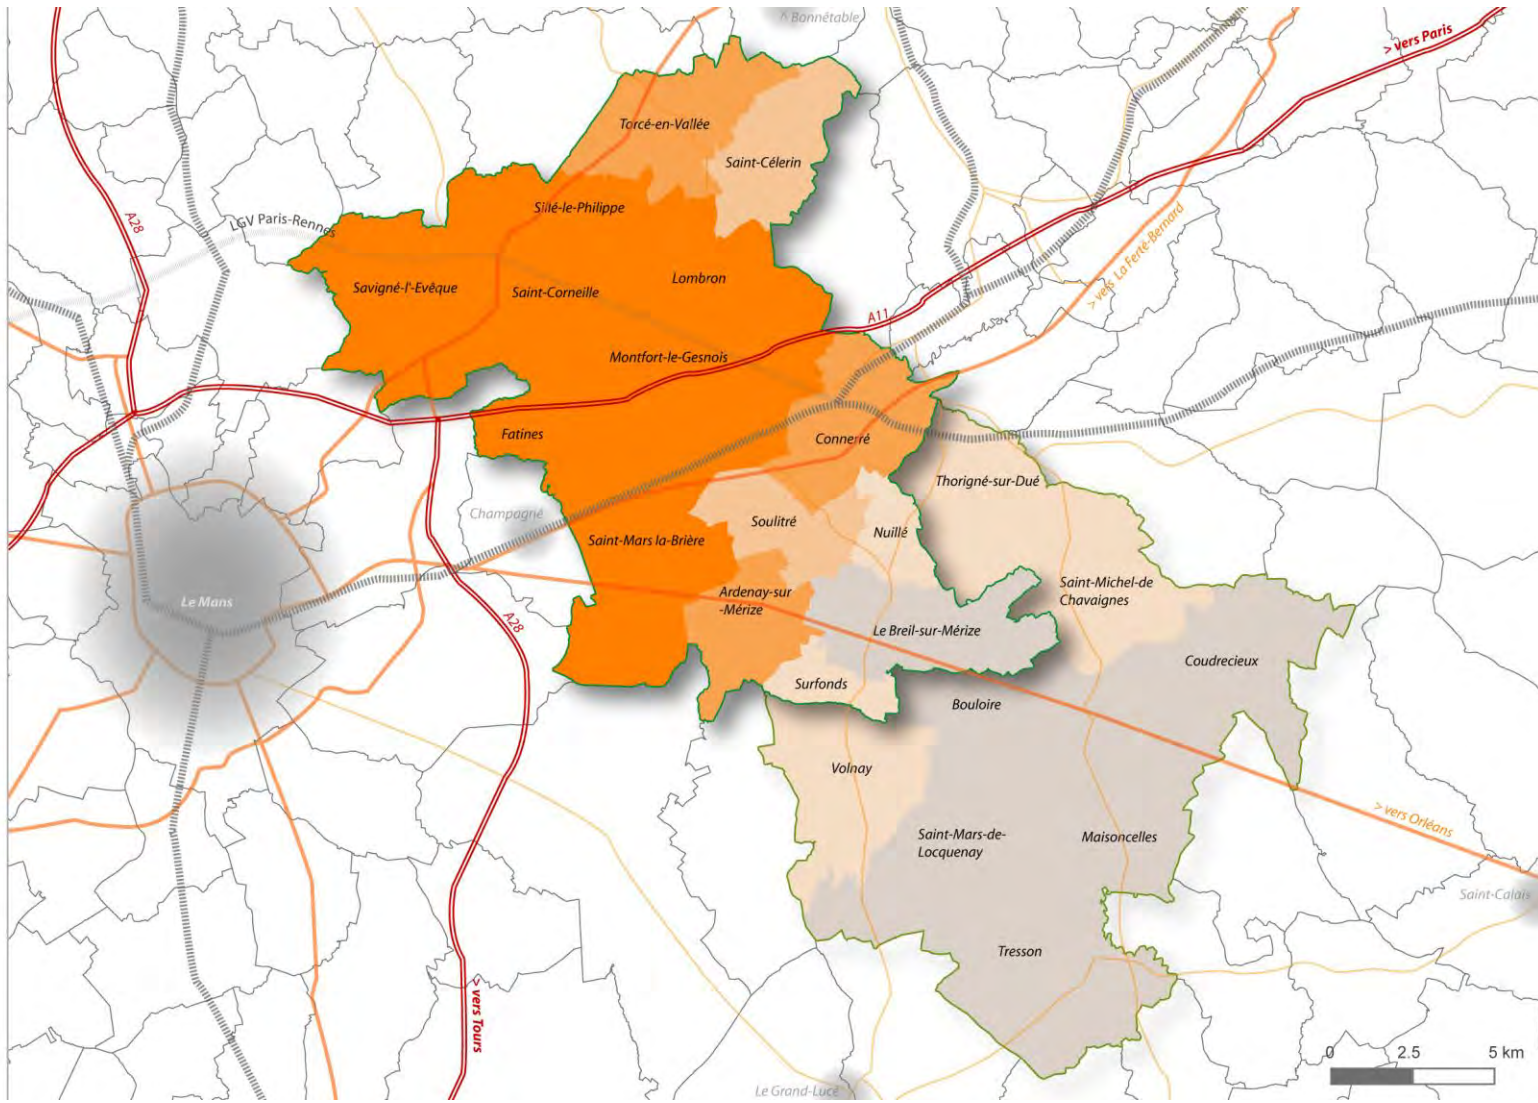 Bonnétable
> vers Paris
Torcé-en-Vallée
Saint-Célerin
A28
LGV Paris-Rennes
Sillé-le-Philippe
> vers La Ferté-Bernard
Savigné-l'-Evêque
Saint-Corneille
Lombron
A11
Montfort-le-Gesnois
Fatines
Connerré
Thorigné-sur-Dué
Champagné
Soulitré
Nuillé
Saint-Mars la-Brière
Ardenay-sur
-Mérize
Saint-Michel-de
Chavaignes
Le Mans
A28
Le Breil-sur-Mérize
Coudrecieux
Surfonds
Bouloire
Volnay
> vers Orléans
Saint-Mars-de-
Locquenay
Maisoncelles
Saint-Calais
Tresson
> vers Tours
0 2.5 5 km
Le Grand-Lucé